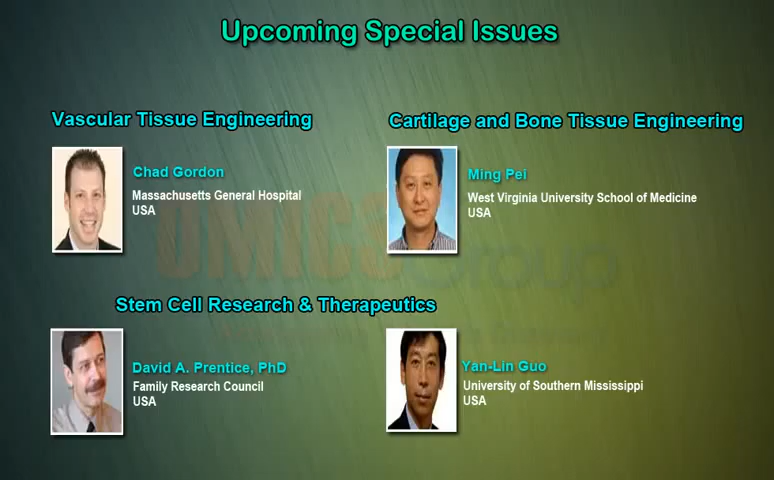 Upcoming Special Issues
Vascular Tissue Engineering
Chad Gordon
Massachusetts General Hospital
USA
Cartilage and Bone Tissue Engineering
Ming Pei
West Virginia University School of Medicine
USA
OMICS Group
Stem Cell Research & Therapeutics
David A. Prentice, PhD
Family Research Council
USA
Yan-Lin Guo
University of Southern Mississippi
USA